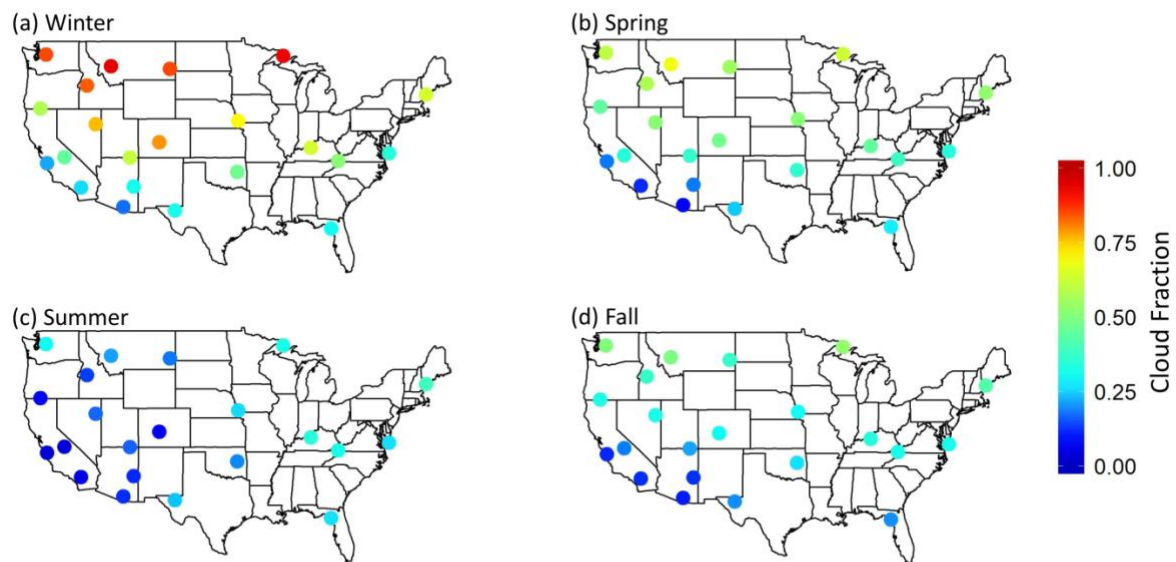 (a) Winter
(b) Spring
(c) Summer
(d) Fall
1.00
0.75
0.50
0.25
0.00
Cloud Fraction